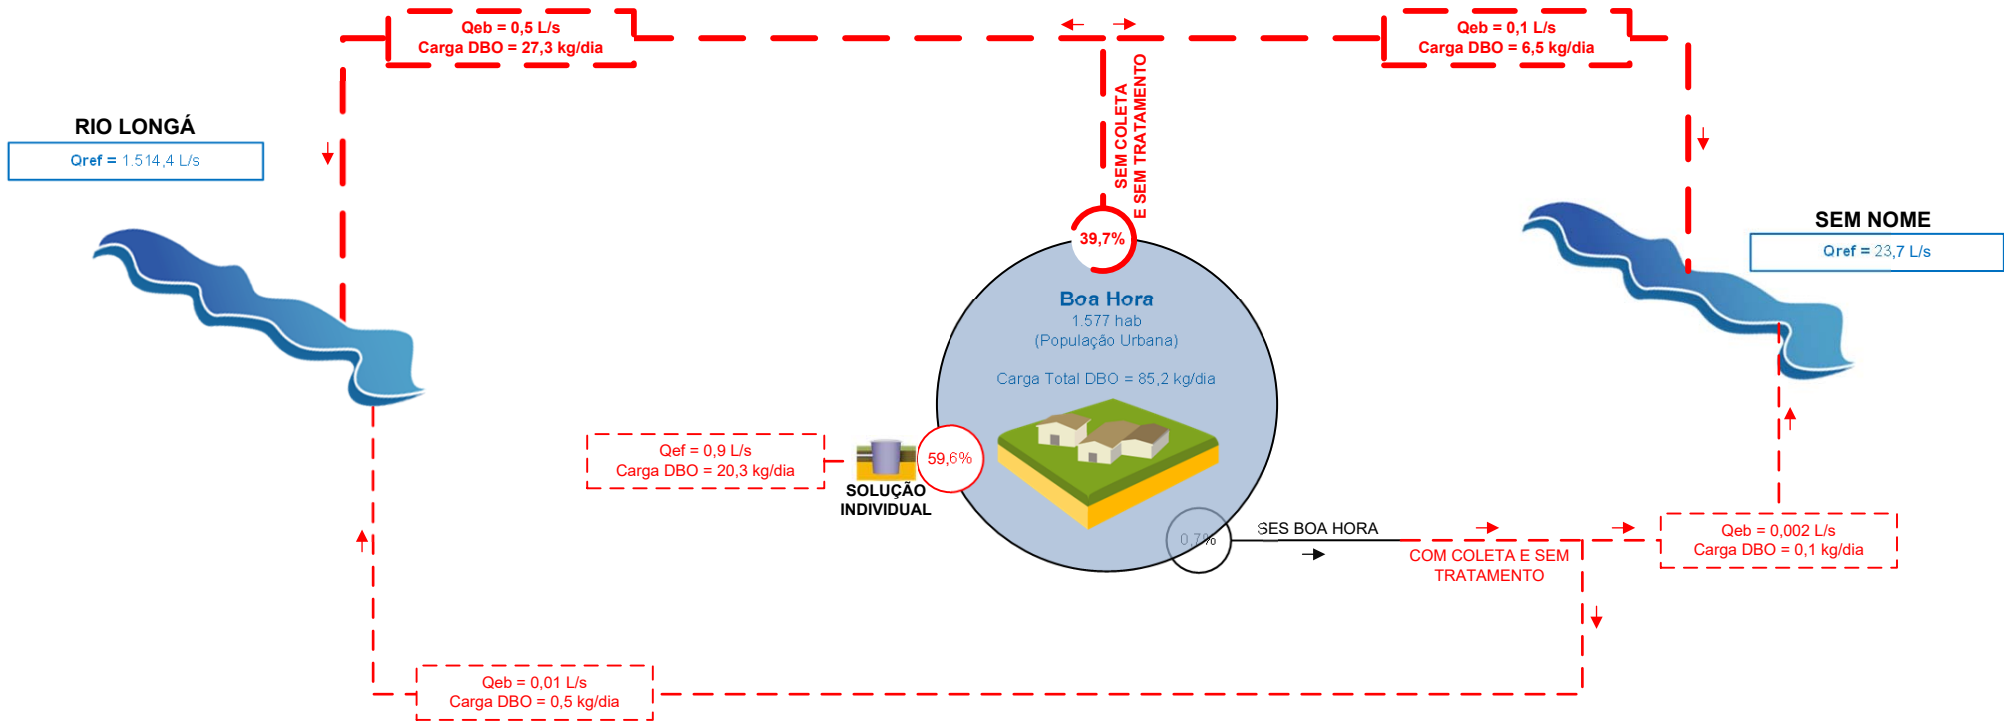 Qeb = 0,5 L/s
Carga DBO = 27,3 kg/dia
Qeb = 0,1 L/s
Carga DBO = 6,5 kg/dia
SEM COLETA
E SEM TRATAMENTO
RIO LONGÁ
Qref = 1.514,4 L/s
SEM NOME
Qref = 23,7 L/s
39,7%
Boa Hora
1.577 hab
(População Urbana)
Carga Total DBO = 85,2 kg/dia
Qef = 0,9 L/s
Carga DBO = 20,3 kg/dia
59,6%
SOLUÇÃO
INDIVIDUAL
0,7%
SES BOA HORA
COM COLETA E SEM
TRATAMENTO
Qeb = 0,002 L/s
Carga DBO = 0,1 kg/dia
Qeb = 0,01 L/s
Carga DBO = 0,5 kg/dia